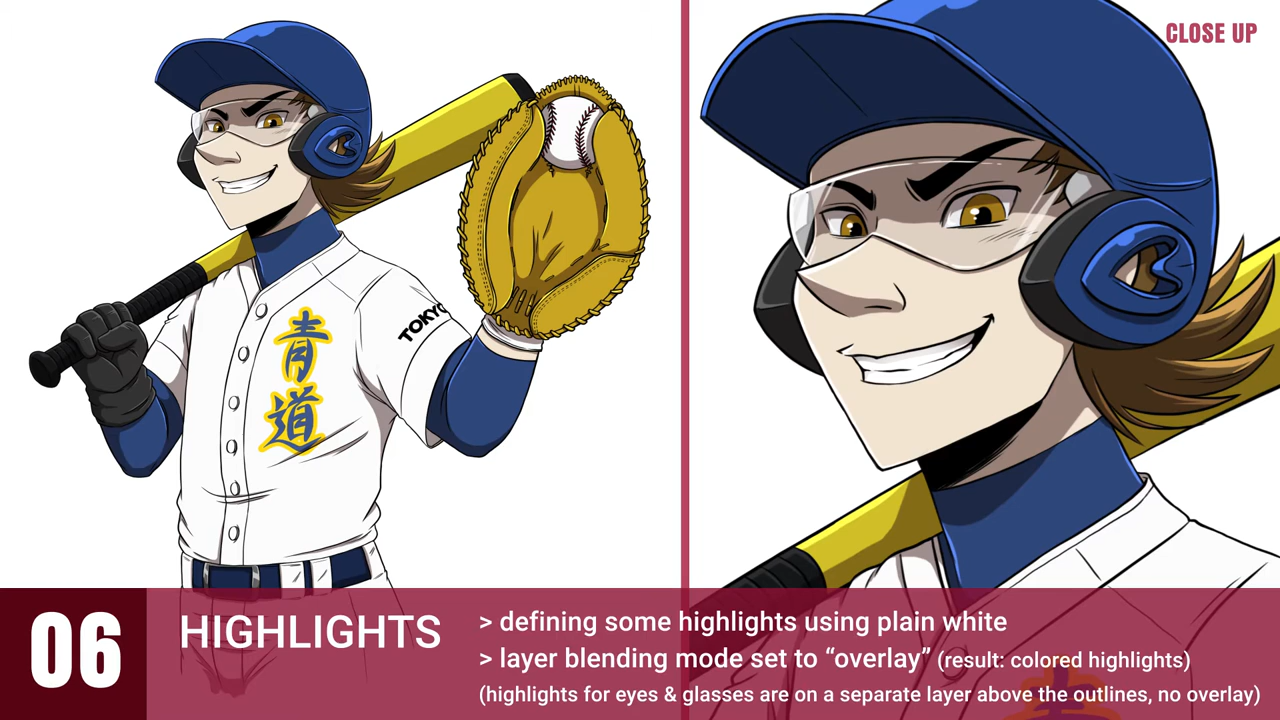 CLOSE UP
TOKYO
青
道
06
HIGHLIGHTS
> defining some highlights using plain white
> layer blending mode set to “overlay” (result: colored highlights)
(highlights for eyes & glasses are on a separate layer above the outlines, no overlay)